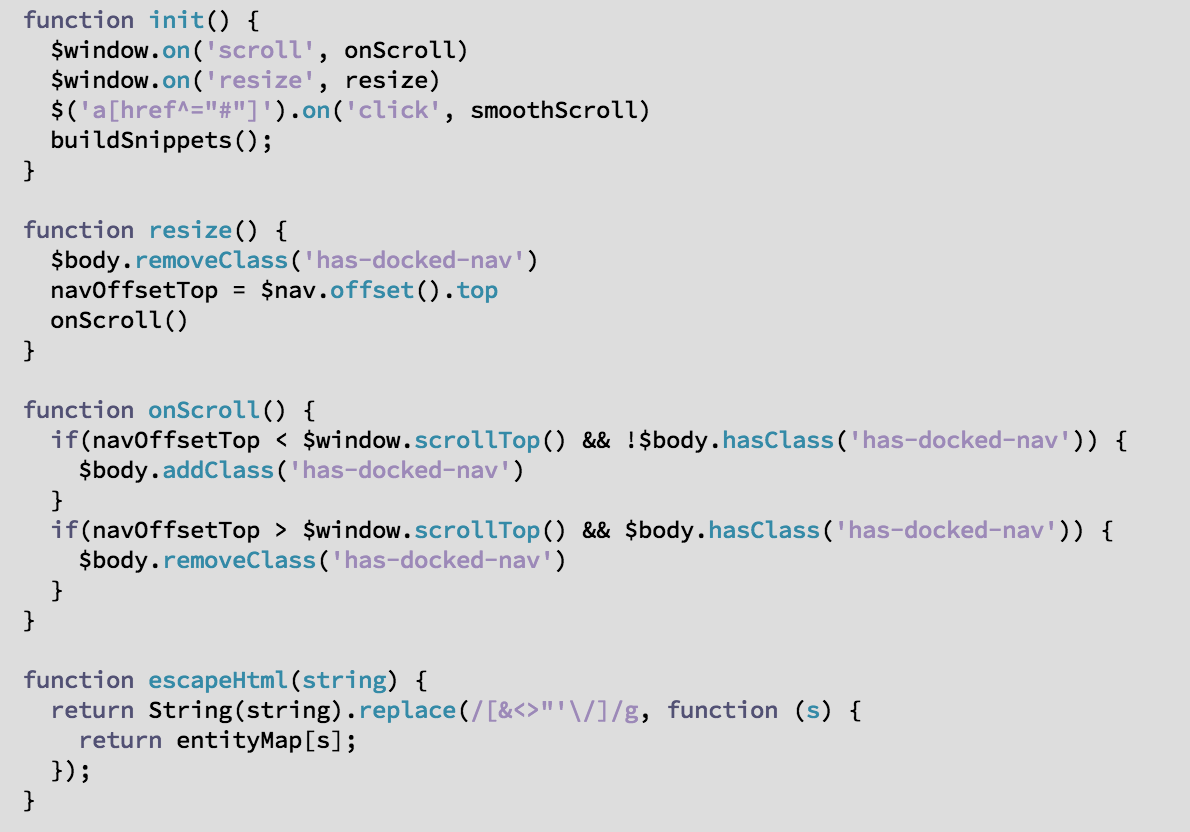 function init() {
  $window.on('scroll', onScroll)
  $window.on('resize', resize)
  $('a[href^="#"]').on('click', smoothScroll)
  buildSnippets();
}

function resize() {
  $body.removeClass('has-docked-nav')
  navOffsetTop = $nav.offset().top
  onScroll()
}

function onScroll() {
  if(navOffsetTop < $window.scrollTop() && !$body.hasClass('has-docked-nav')) {
    $body.addClass('has-docked-nav')
  }
  if(navOffsetTop > $window.scrollTop() && $body.hasClass('has-docked-nav')) {
    $body.removeClass('has-docked-nav')
  }
}

function escapeHtml(string) {
  return String(string).replace(/[&<>"'\/]/g, function (s) {
    return entityMap[s];
  });
}